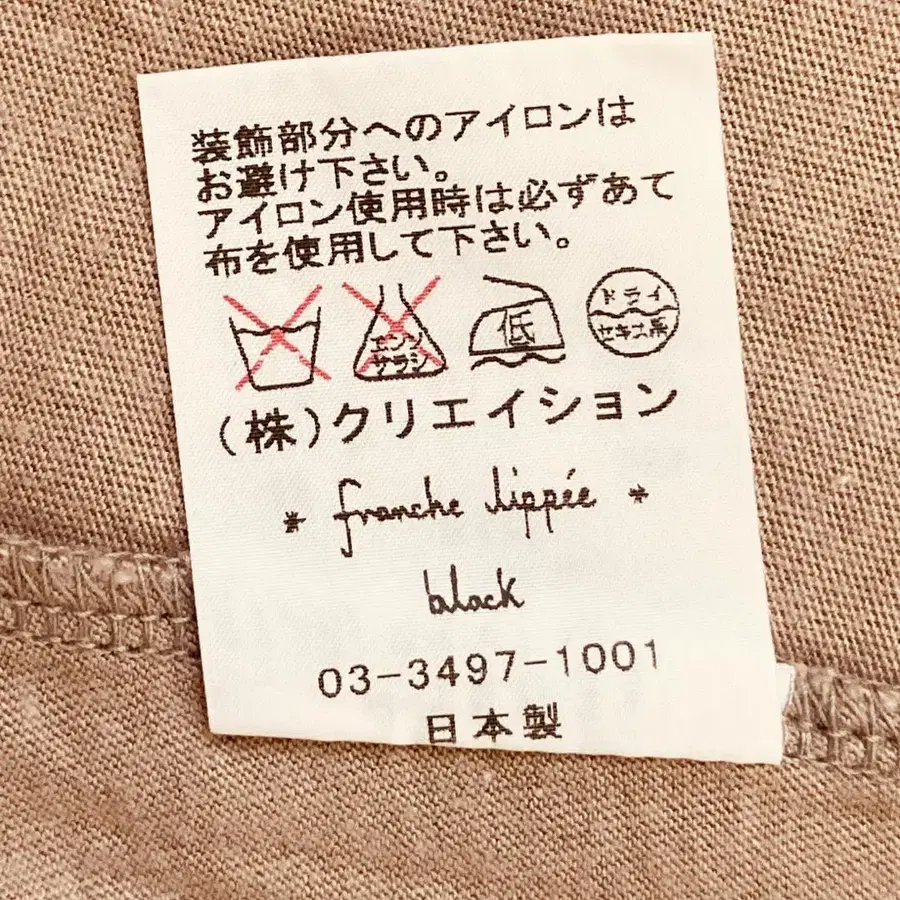 装飾部分へのアイロンは
お避け下さい。
アイロン使用時は必ずあて
布を使用して下さい。
エンソ
サラシ
低
ドライ
セキユ系
(株)クリエイション
* franche lippée *
black
03-3497-1001
日本製